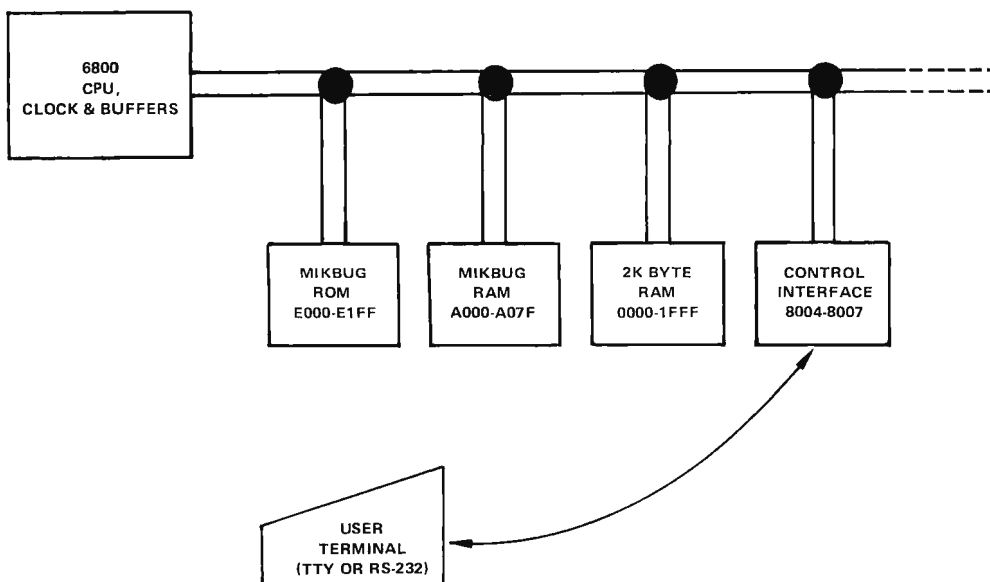 6800
CPU,
CLOCK & BUFFERS
MIKBUG
ROM
E000-E1FF
MIKBUG
RAM
A000-A07F
2K BYTE
RAM
0000-1FFF
CONTROL
INTERFACE
8004-8007
USER
TERMINAL
(TTY OR RS-232)